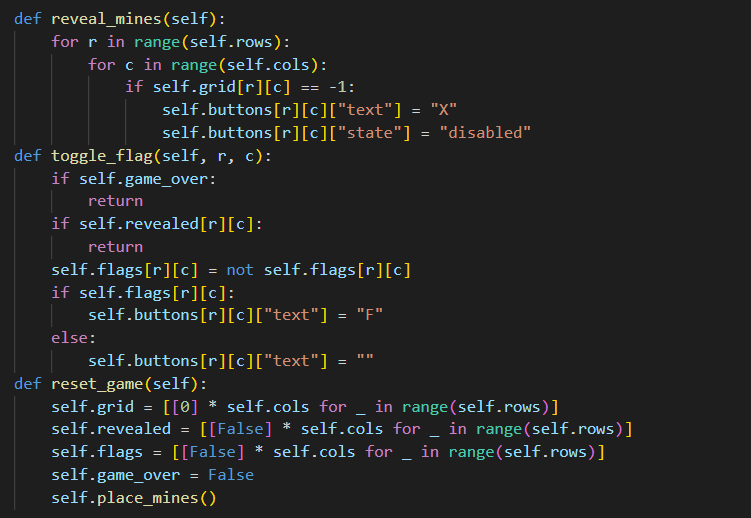 def reveal_mines(self):
    for r in range(self.rows):
        for c in range(self.cols):
            if self.grid[r][c] == -1:
                self.buttons[r][c]["text"] = "X"
                self.buttons[r][c]["state"] = "disabled"
def toggle_flag(self, r, c):
    if self.game_over:
        return
    if self.revealed[r][c]:
        return
    self.flags[r][c] = not self.flags[r][c]
    if self.flags[r][c]:
        self.buttons[r][c]["text"] = "F"
    else:
        self.buttons[r][c]["text"] = ""
def reset_game(self):
    self.grid = [[0] * self.cols for _ in range(self.rows)]
    self.revealed = [[False] * self.cols for _ in range(self.rows)]
    self.flags = [[False] * self.cols for _ in range(self.rows)]
    self.game_over = False
    self.place_mines()